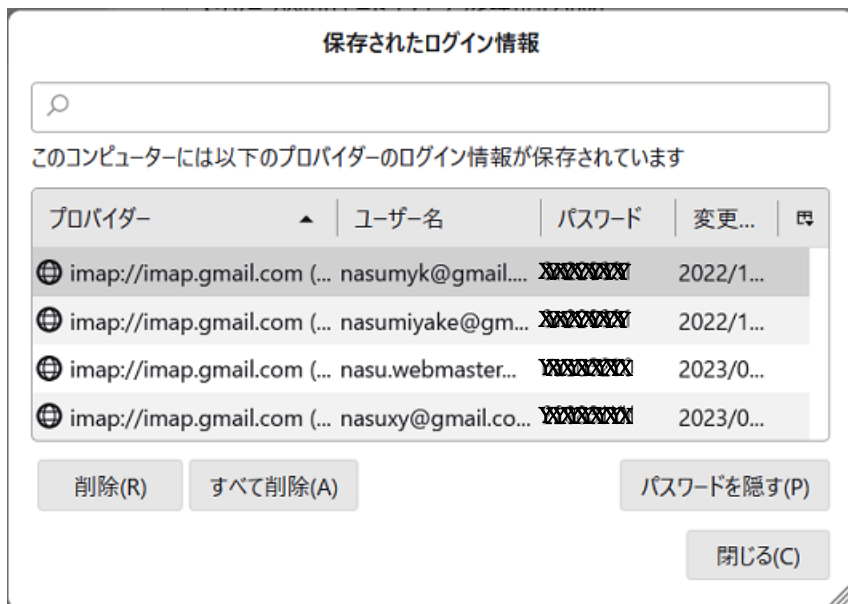 保存されたログイン情報
このコンピューターには以下のプロバイダーのログイン情報が保存されています
プロバイダー ユーザー名 パスワード 変更...
imap://imap.gmail.com (... nasumyk@gmail.... 2022/1...
imap://imap.gmail.com (... nasumiyake@gm... 2022/1...
imap://imap.gmail.com (... nasu.webmaster... 2023/0...
imap://imap.gmail.com (... nasuxy@gmail.co... 2023/0...
削除(R) すべて削除(A) パスワードを隠す(P)
閉じる(C)